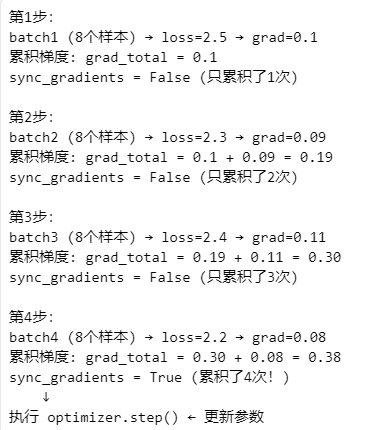 第1步:
batch1 (8个样本) → loss=2.5 → grad=0.1
累积梯度: grad_total = 0.1
sync_gradients = False (只累积了1次)
第2步:
batch2 (8个样本) → loss=2.3 → grad=0.09
累积梯度: grad_total = 0.1 + 0.09 = 0.19
sync_gradients = False (只累积了2次)
第3步:
batch3 (8个样本) → loss=2.4 → grad=0.11
累积梯度: grad_total = 0.19 + 0.11 = 0.30
sync_gradients = False (只累积了3次)
第4步:
batch4 (8个样本) → loss=2.2 → grad=0.08
累积梯度: grad_total = 0.30 + 0.08 = 0.38
sync_gradients = True (累积了4次! )
↓
执行 optimizer.step() ← 更新参数